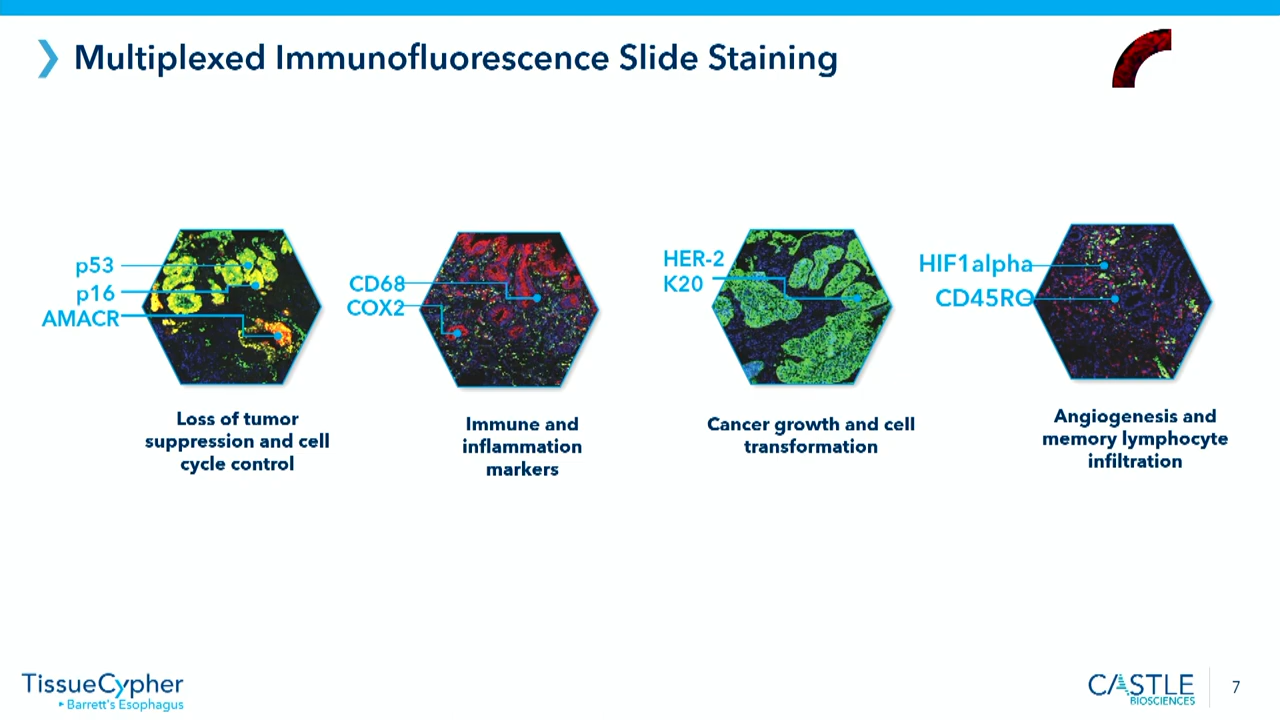 Multiplexed Immunofluorescence Slide Staining
p53
p16
AMACR
Loss of tumor
suppression and cell
cycle control
CD68
COX2
Immune and
inflammation
markers
HER-2
K20
Cancer growth and cell
transformation
HIF1alpha
CD45RO
Angiogenesis and
memory lymphocyte
infiltration
TissueCypher
Barrett's Esophagus
CASTLE
BIOSCIENCES
7